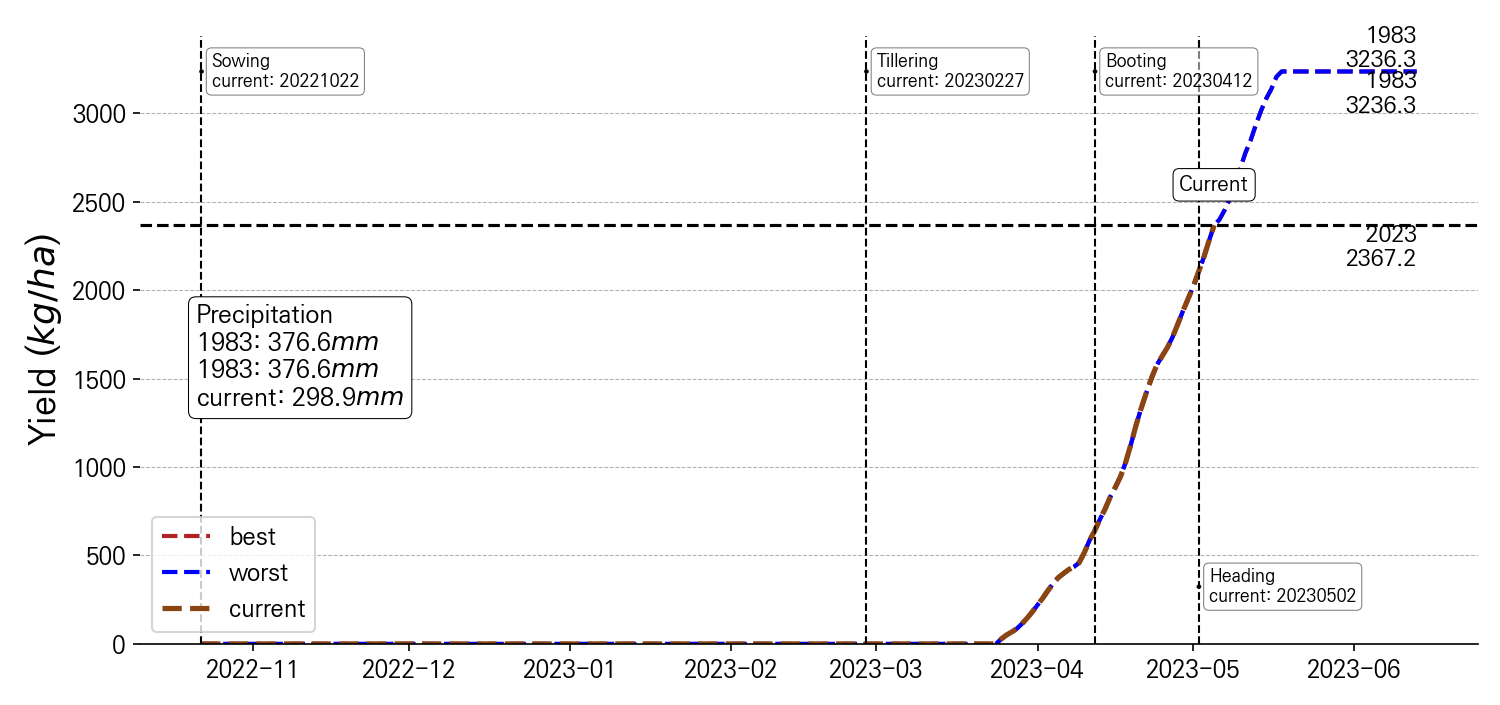 1983
3236.3
1983
3236.3
Sowing
current: 20221022
Tillering
current: 20230227
Booting
current: 20230412
3000
Current
2500
2023
2367.2
Yield (kg/ha)
2000
Precipitation
1983: 376.6mm
1983: 376.6mm
current: 298.9mm
1500
1000
best
worst
current
500
Heading
current: 20230502
0
2022-11
2022-12
2023-01
2023-02
2023-03
2023-04
2023-05
2023-06